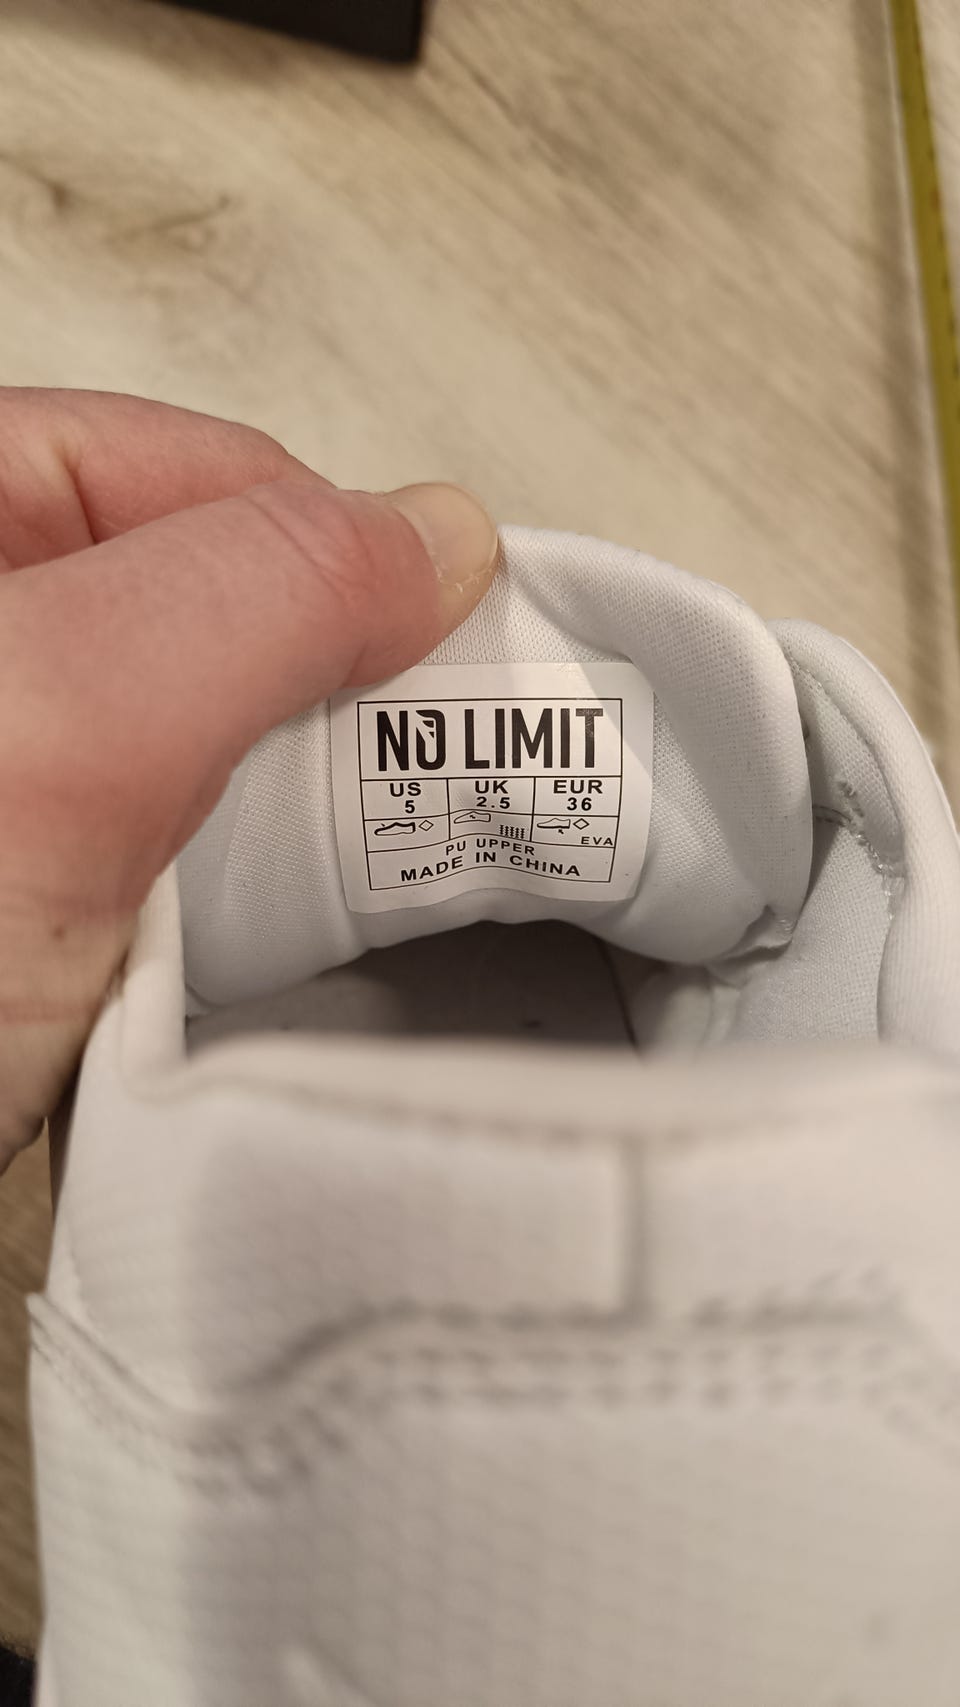 NO LIMIT
US UK EUR
5 2.5 36
EVA
PU UPPER
MADE IN CHINA